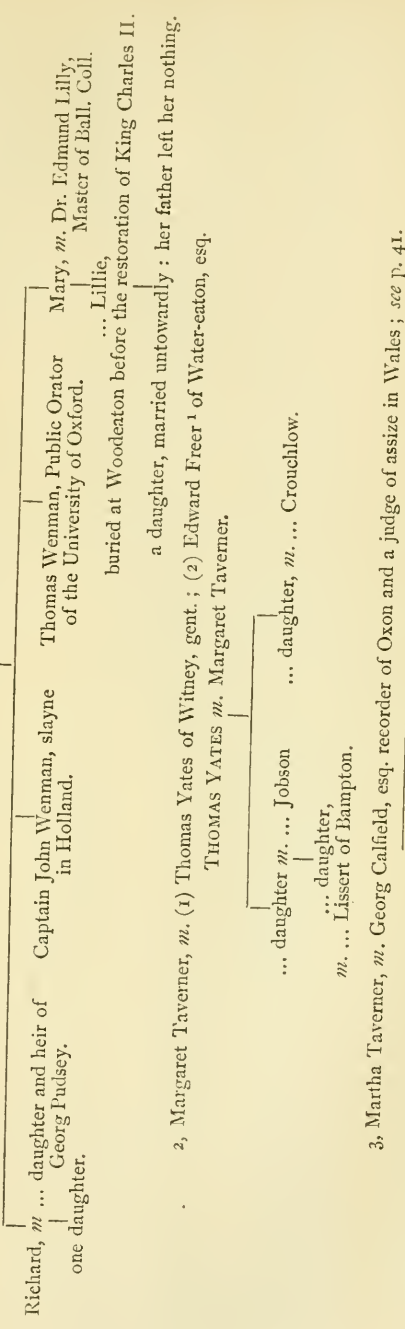 Richard, m ... daughter and heir of
Georg Pudsey.
one daughter.
Captain John Wenman, slayne
in Holland.
Thomas Wenman, Public Orator
of the University of Oxford.
Mary, m. Dr. Edmund Lilly,
Master of Ball. Coll.
... Lillie,
buried at Woodeaton before the restoration of King Charles II.
a daughter, married untowardly : her father left her nothing.
2, Margaret Taverner, m. (1) Thomas Yates of Witney, gent. ; (2) Edward Freer ¹ of Water-eaton, esq.
THOMAS YATES m. Margaret Taverner.
... daughter m. ... Jobson
... daughter, m. ... Crouchlow.
... daughter,
m. ... Lissert of Bampton.
3, Martha Taverner, m. Georg Calfield, esq. recorder of Oxon and a judge of assize in Wales ; see p. 41.